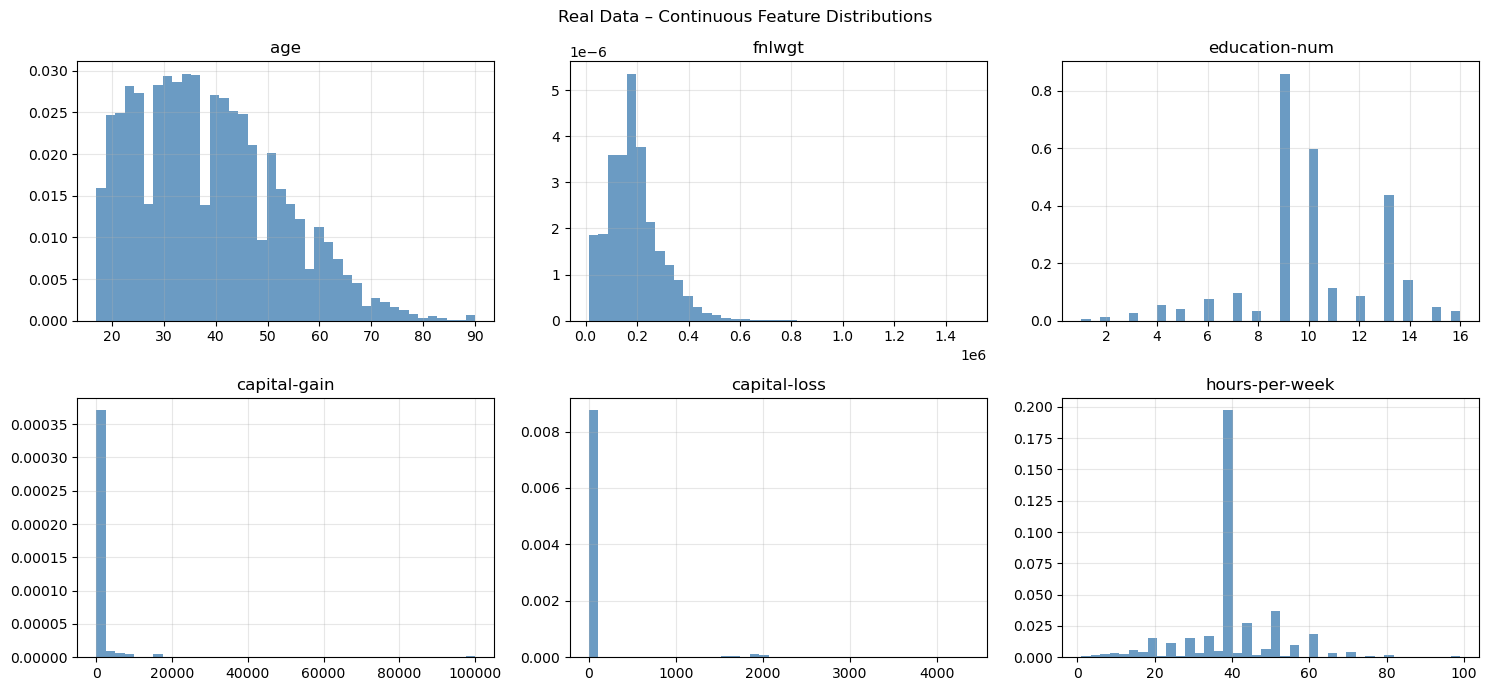 Real Data – Continuous Feature Distributions
age
0.030
0.025
0.020
0.015
0.010
0.005
0.000
20 30 40 50 60 70 80 90
fnlwgt
1e−6
5
4
3
2
1
0
0.0 0.2 0.4 0.6 0.8 1.0 1.2 1.4
1e6
education-num
0.8
0.6
0.4
0.2
0.0
2 4 6 8 10 12 14 16
capital-gain
0.00035
0.00030
0.00025
0.00020
0.00015
0.00010
0.00005
0.00000
0 20000 40000 60000 80000 100000
capital-loss
0.008
0.006
0.004
0.002
0.000
0 1000 2000 3000 4000
hours-per-week
0.200
0.175
0.150
0.125
0.100
0.075
0.050
0.025
0.000
0 20 40 60 80 100